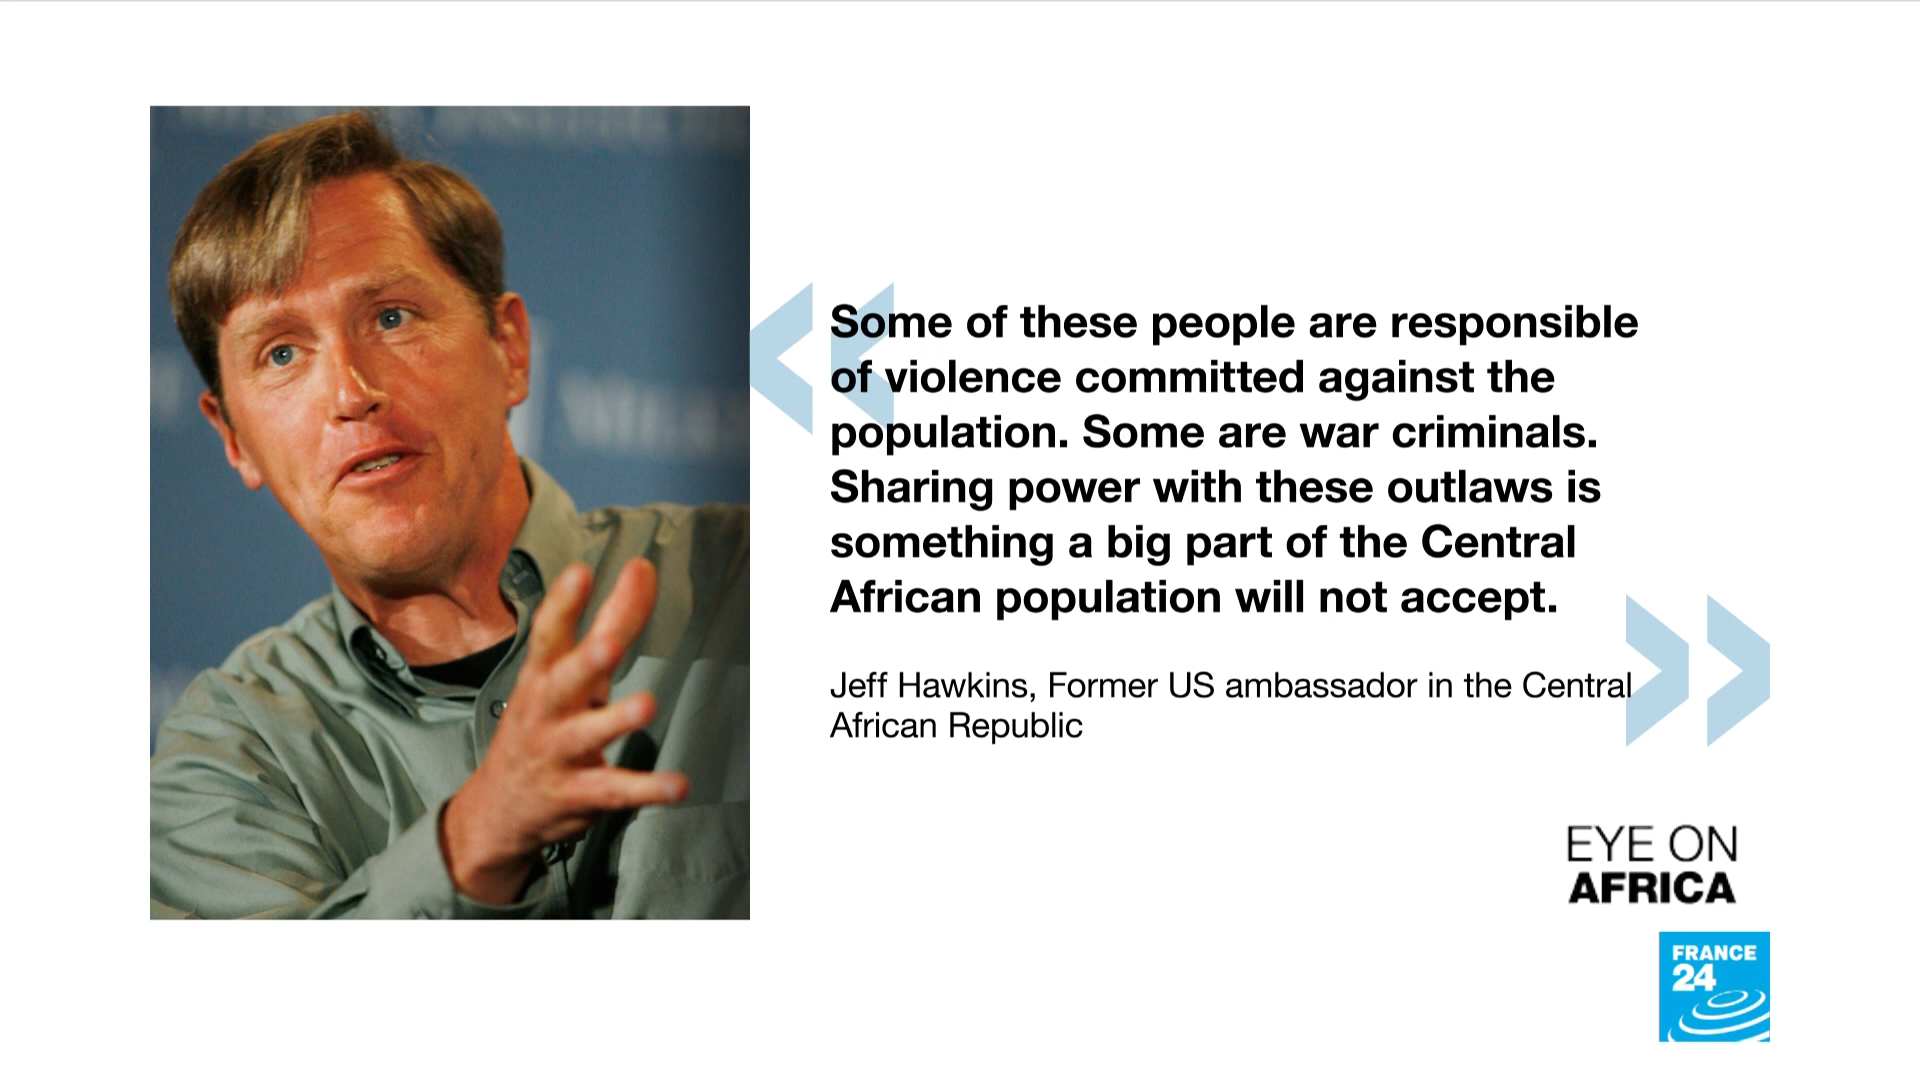 Some of these people are responsible
of violence committed against the
population. Some are war criminals.
Sharing power with these outlaws is
something a big part of the Central
African population will not accept.
Jeff Hawkins, Former US ambassador in the Central
African Republic
EYE ON
AFRICA
FRANCE
24